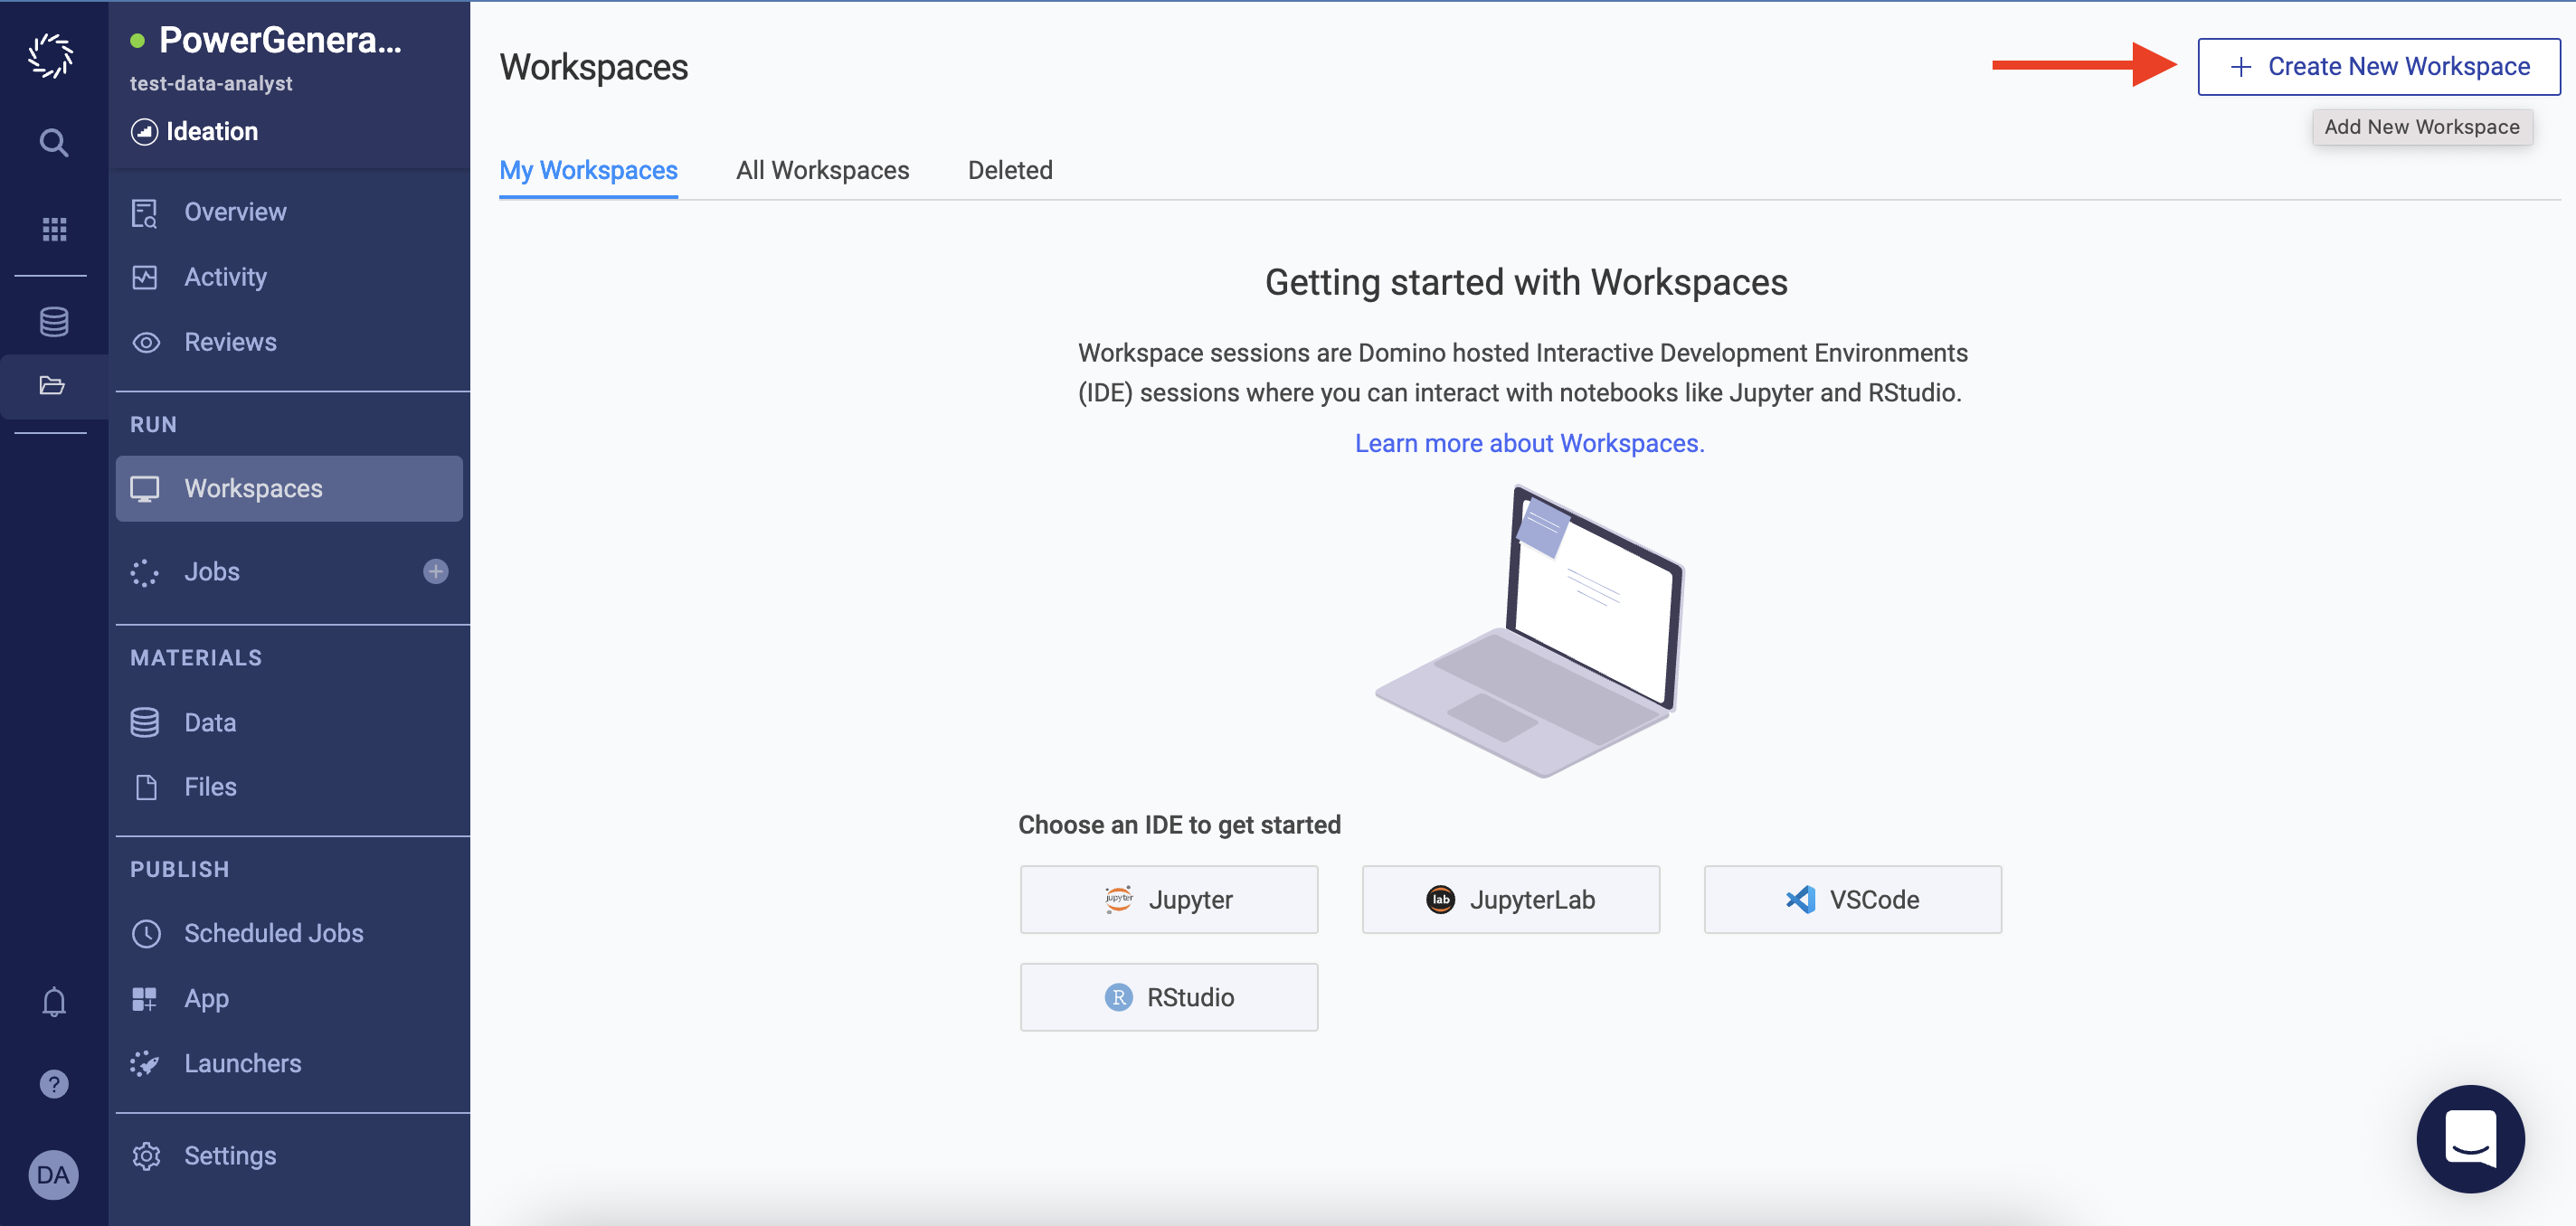 PowerGenera...
test-data-analyst
Ideation
Overview
Activity
Reviews
RUN
Workspaces
Jobs
MATERIALS
Data
Files
PUBLISH
Scheduled Jobs
App
Launchers
Settings
?
DA
Workspaces
+ Create New Workspace
Add New Workspace
My Workspaces All Workspaces Deleted
Getting started with Workspaces
Workspace sessions are Domino hosted Interactive Development Environments
(IDE) sessions where you can interact with notebooks like Jupyter and RStudio.
Learn more about Workspaces.
Choose an IDE to get started
jupyter Jupyter
lab JupyterLab
VSCode
R RStudio